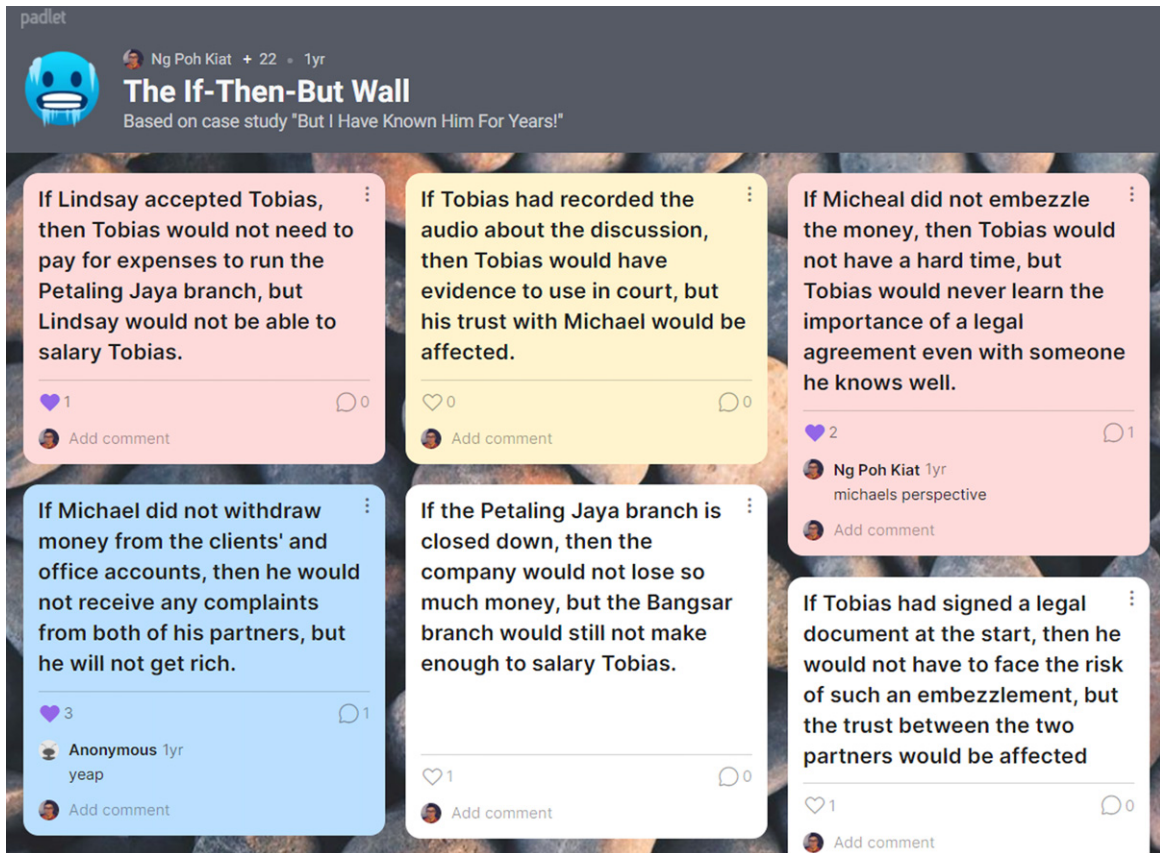 padlet
Ng Poh Kiat + 22 • 1yr
The If-Then-But Wall
Based on case study "But I Have Known Him For Years!"
If Lindsay accepted Tobias,
then Tobias would not need to
pay for expenses to run the
Petaling Jaya branch, but
Lindsay would not be able to
salary Tobias.
1
0
Add comment
If Michael did not withdraw
money from the clients' and
office accounts, then he would
not receive any complaints
from both of his partners, but
he will not get rich.
3
1
Anonymous 1yr
yeap
Add comment
If Tobias had recorded the
audio about the discussion,
then Tobias would have
evidence to use in court, but
his trust with Michael would be
affected.
0
0
Add comment
If the Petaling Jaya branch is
closed down, then the
company would not lose so
much money, but the Bangsar
branch would still not make
enough to salary Tobias.
1
0
Add comment
If Micheal did not embezzle
the money, then Tobias would
not have a hard time, but
Tobias would never learn the
importance of a legal
agreement even with someone
he knows well.
2
1
Ng Poh Kiat 1yr
michaels perspective
Add comment
If Tobias had signed a legal
document at the start, then he
would not have to face the risk
of such an embezzlement, but
the trust between the two
partners would be affected
1
0
Add comment